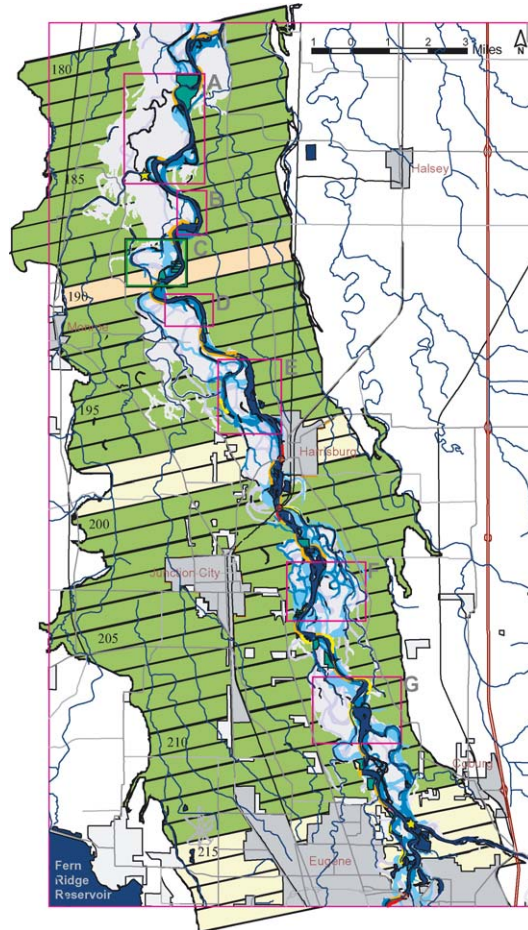 180
1 0 1 2 3
Miles
N
A
Halsey
185
B
C
190
D
Monroe
E
195
Harrisburg
200
F
Junction City
205
G
210
Coburg
215
Eugene
Fern
Ridge
Reservoir